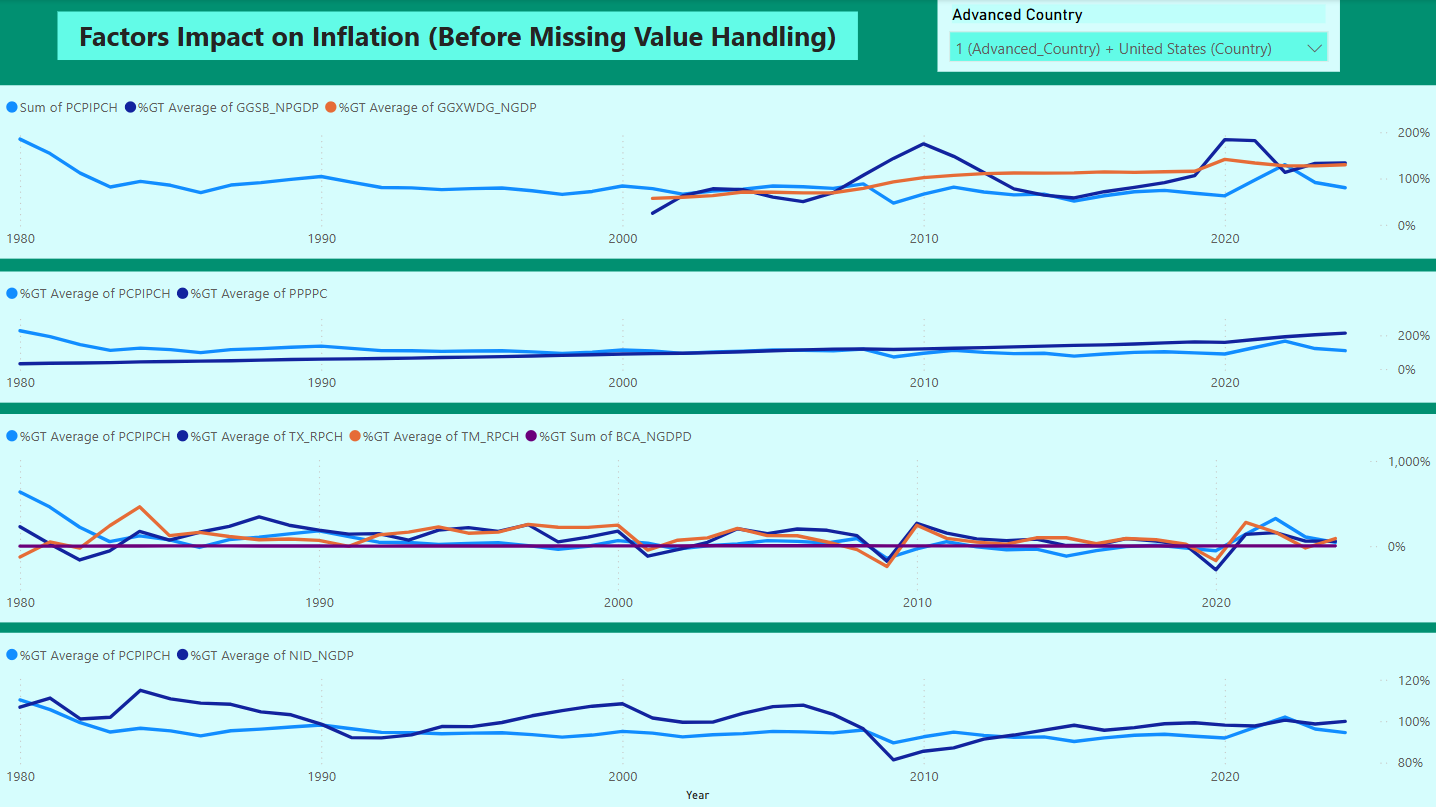 Factors Impact on Inflation (Before Missing Value Handling)
Advanced Country
1 (Advanced_Country) + United States (Country)
Sum of PCPIPCH %GT Average of GGSB_NPGDP %GT Average of GGXWDG_NGDP
200%
100%
0%
1980 1990 2000 2010 2020
%GT Average of PCPIPCH %GT Average of PPPPC
200%
0%
1980 1990 2000 2010 2020
%GT Average of PCPIPCH %GT Average of TX_RPCH %GT Average of TM_RPCH %GT Sum of BCA_NGDPD
1,000%
0%
1980 1990 2000 2010 2020
%GT Average of PCPIPCH %GT Average of NID_NGDP
120%
100%
80%
1980 1990 2000 2010 2020
Year